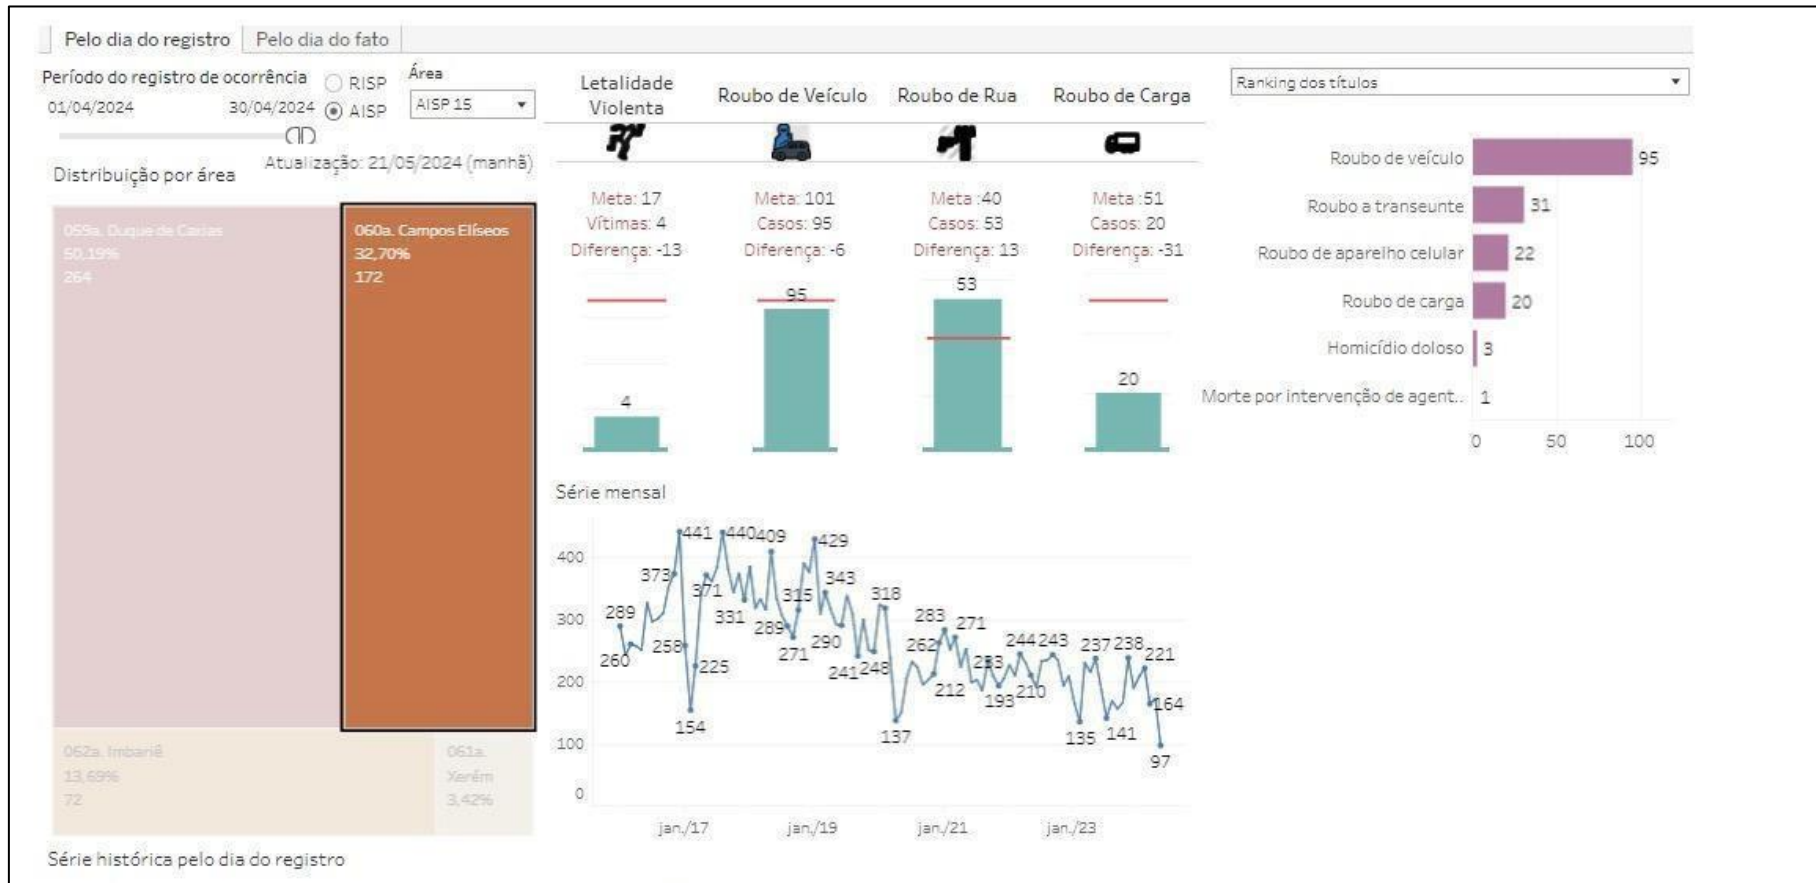 Pelo dia do registro
Pelo dia do fato
Período do registro de ocorrência
01/04/2024
30/04/2024
RISP
AISP
Área
AISP 15
Atualização: 21/05/2024 (manhã)
Distribuição por área
059a. Duque de Caxias
50,19%
264
060a. Campos Elíseos
32,70%
172
062a. Imbariê
13,69%
72
061a.
Xerém
3,42%
Série histórica pelo dia do registro
Letalidade
Violenta
Roubo de Veículo
Roubo de Rua
Roubo de Carga
Meta: 17
Vítimas: 4
Diferença: -13
Meta: 101
Casos: 95
Diferença: -6
Meta :40
Casos: 53
Diferença: 13
Meta :51
Casos: 20
Diferença: -31
4
95
53
20
Série mensal
400
300
200
100
0
289
260
373
441
258
154
225
371
440
331
409
289
271
315
429
343
290
241
248
318
137
262
283
212
271
233
193
244
210
243
135
237
141
238
221
164
97
jan./17
jan./19
jan./21
jan./23
Ranking dos títulos
Roubo de veículo 95
Roubo a transeunte 31
Roubo de aparelho celular 22
Roubo de carga 20
Homicídio doloso 3
Morte por intervenção de agent.. 1
0 50 100